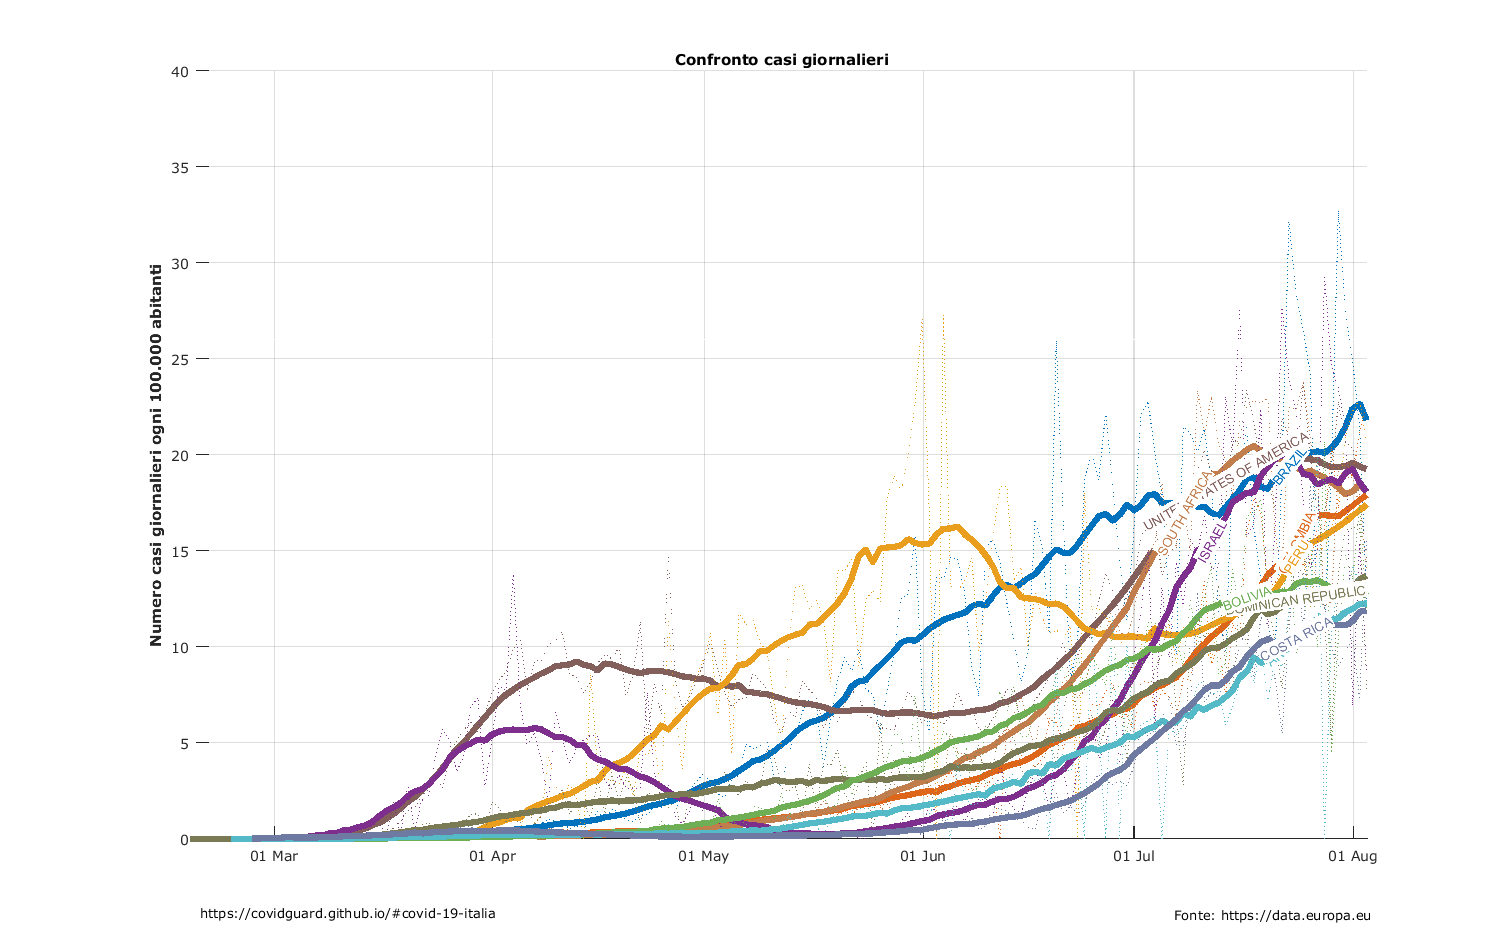 Confronto casi giornalieri
Numero casi giornalieri ogni 100.000 abitanti
40
35
30
25
20
15
10
5
0
BRAZIL
SOUTH AFRICA
ISRAEL
PERU
BOLIVIA
REPUBLIC
COSTA RICA
OF AMERICA
01 Mar
01 Apr
01 May
01 Jun
01 Jul
01 Aug
https://covidguard.github.io/#covid-19-italia
Fonte: https://data.europa.eu